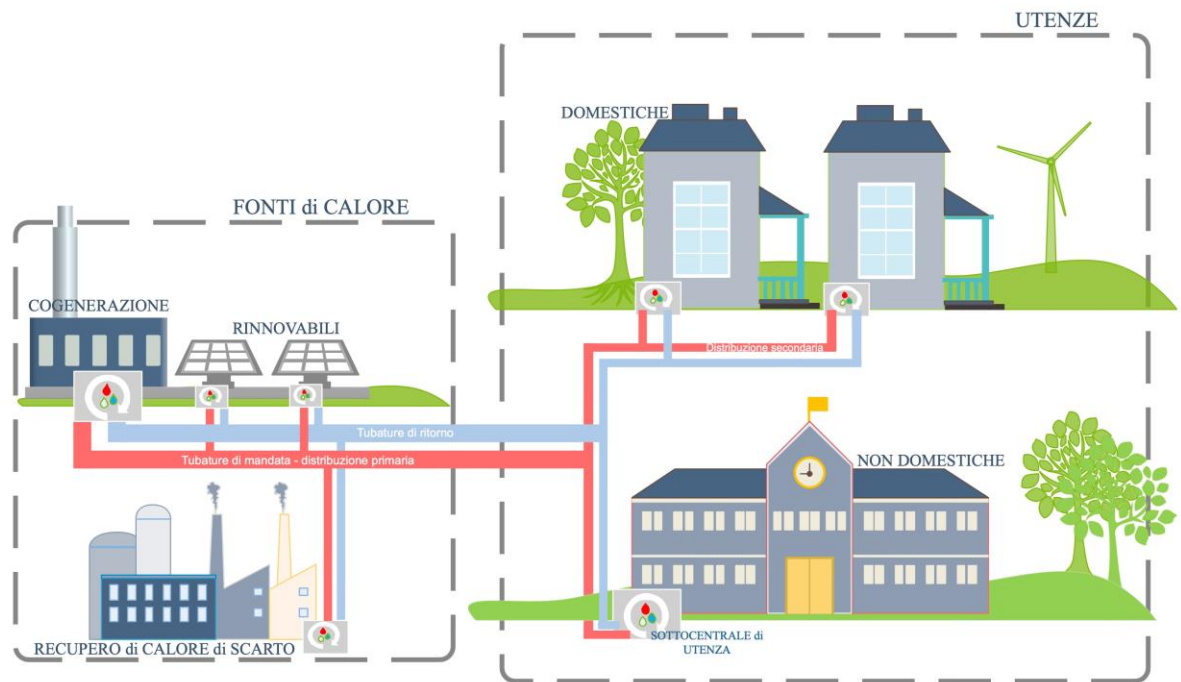 UTENZE
DOMESTICHE
FONTI di CALORE
COGENERAZIONE
RINNOVABILI
Distribuzione secondaria
Tubature di ritorno
Tubature di mandata - distribuzione primaria
NON DOMESTICHE
RECUPERO di CALORE di SCARTO
SOTTOCENTRALE di
UTENZA